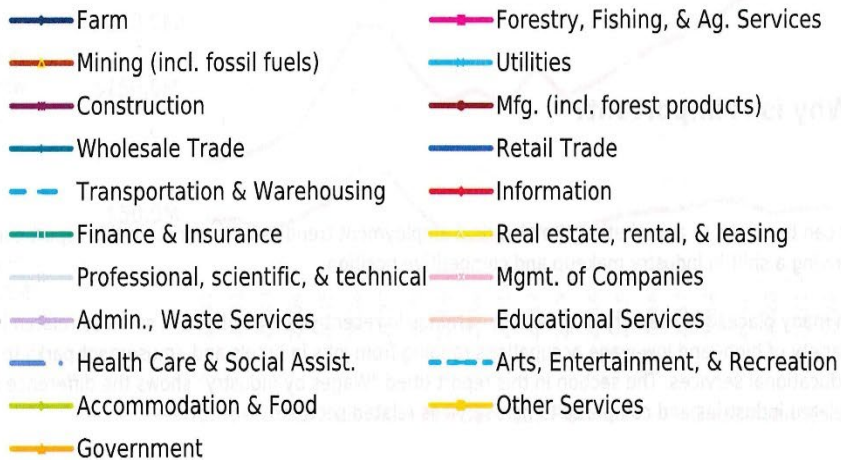 Farm
Forestry, Fishing, & Ag. Services
Mining (incl. fossil fuels)
Utilities
Construction
Mfg. (incl. forest products)
Wholesale Trade
Retail Trade
Transportation & Warehousing
Information
Finance & Insurance
Real estate, rental, & leasing
Professional, scientific, & technical
Mgmt. of Companies
Admin., Waste Services
Educational Services
Health Care & Social Assist.
Arts, Entertainment, & Recreation
Accommodation & Food
Other Services
Government